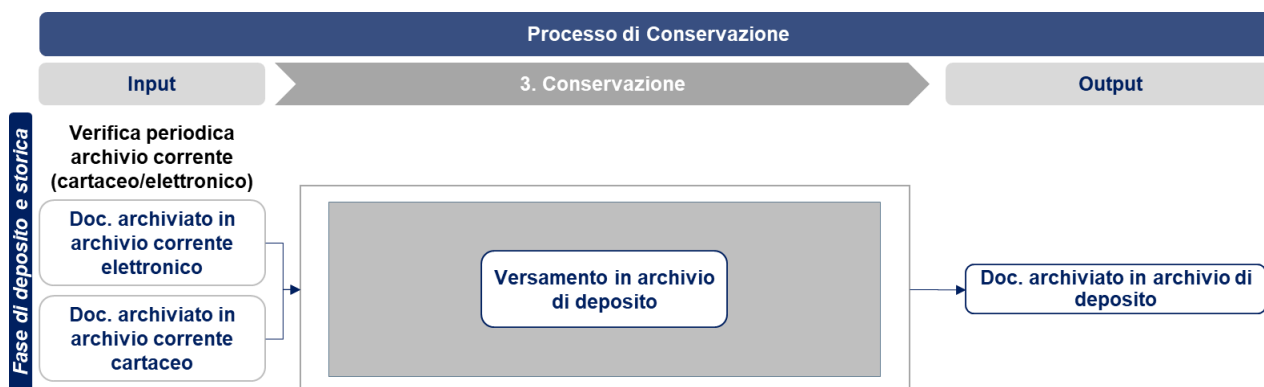 Processo di Conservazione
Input
3. Conservazione
Output
Fase di deposito e storica
Verifica periodica
archivio corrente
(cartaceo/elettronico)
Doc. archiviato in
archivio corrente
elettronico
Doc. archiviato in
archivio corrente
cartaceo
Versamento in archivio
di deposito
Doc. archiviato in archivio di
deposito